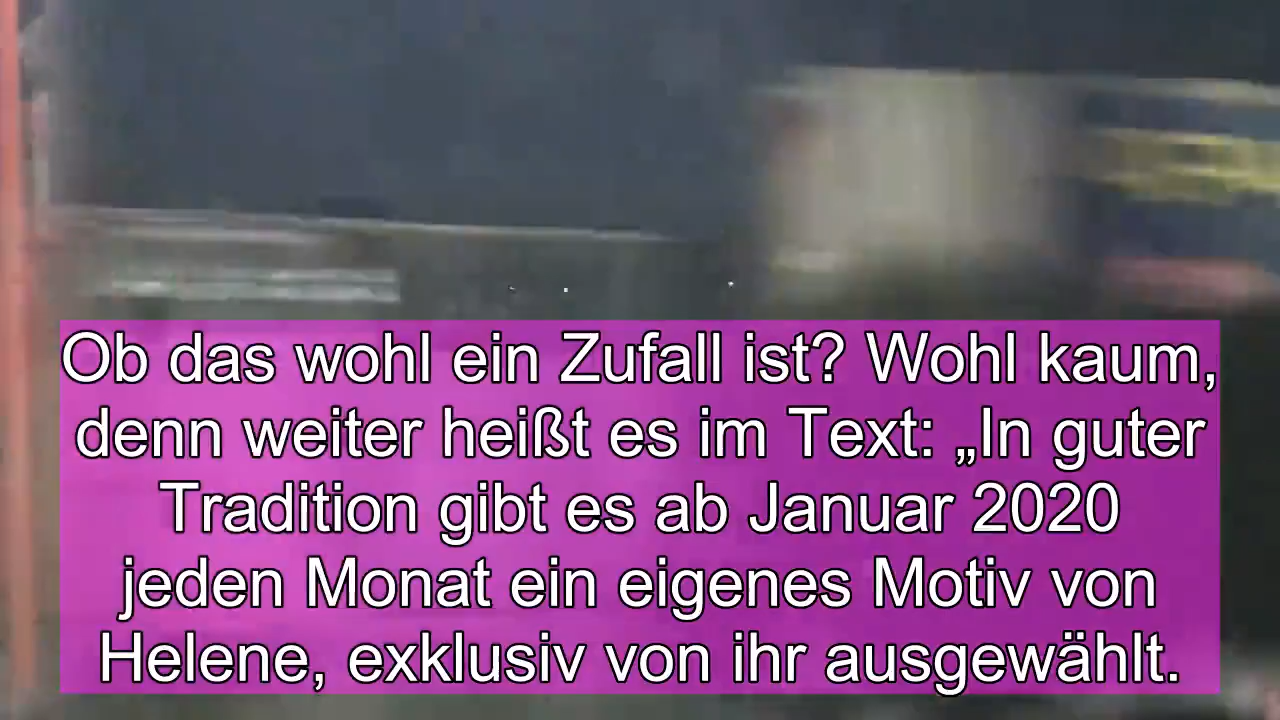 Ob das wohl ein Zufall ist? Wohl kaum,
denn weiter heißt es im Text: „In guter
Tradition gibt es ab Januar 2020
jeden Monat ein eigenes Motiv von
Helene, exklusiv von ihr ausgewählt.